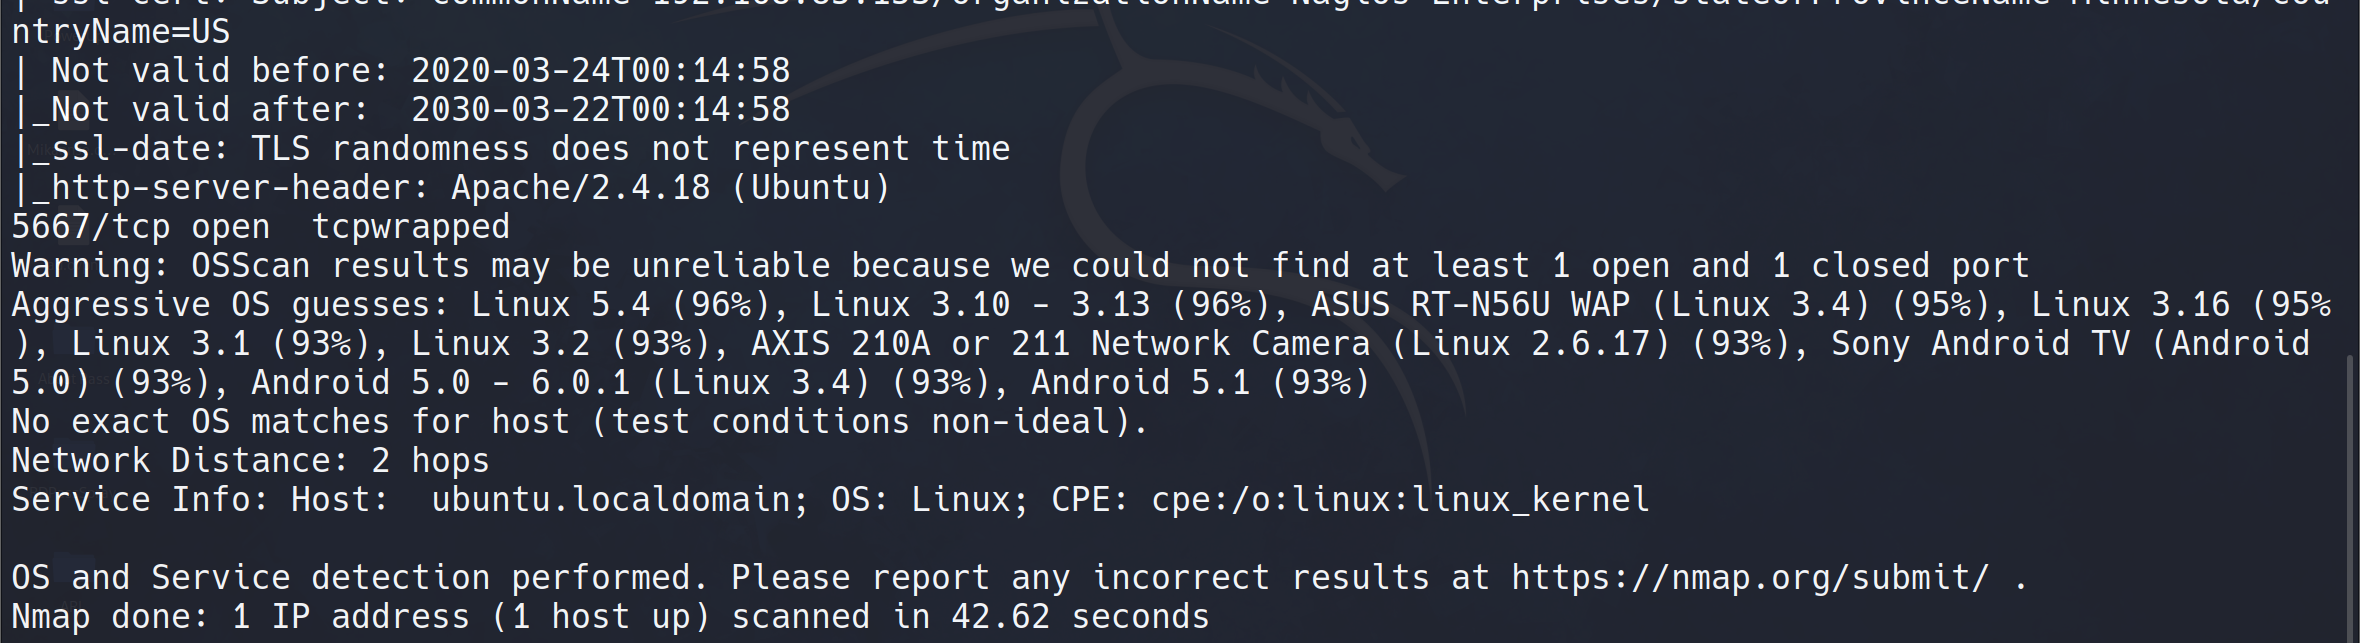 ntryName=US
| Not valid before: 2020-03-24T00:14:58
|_Not valid after:  2030-03-22T00:14:58
|_ssl-date: TLS randomness does not represent time
|_http-server-header: Apache/2.4.18 (Ubuntu)
5667/tcp open  tcpwrapped
Warning: OSScan results may be unreliable because we could not find at least 1 open and 1 closed port
Aggressive OS guesses: Linux 5.4 (96%), Linux 3.10 - 3.13 (96%), ASUS RT-N56U WAP (Linux 3.4) (95%), Linux 3.16 (95%
), Linux 3.1 (93%), Linux 3.2 (93%), AXIS 210A or 211 Network Camera (Linux 2.6.17) (93%), Sony Android TV (Android
5.0) (93%), Android 5.0 - 6.0.1 (Linux 3.4) (93%), Android 5.1 (93%)
No exact OS matches for host (test conditions non-ideal).
Network Distance: 2 hops
Service Info: Host:  ubuntu.localdomain; OS: Linux; CPE: cpe:/o:linux:linux_kernel
OS and Service detection performed. Please report any incorrect results at https://nmap.org/submit/ .
Nmap done: 1 IP address (1 host up) scanned in 42.62 seconds